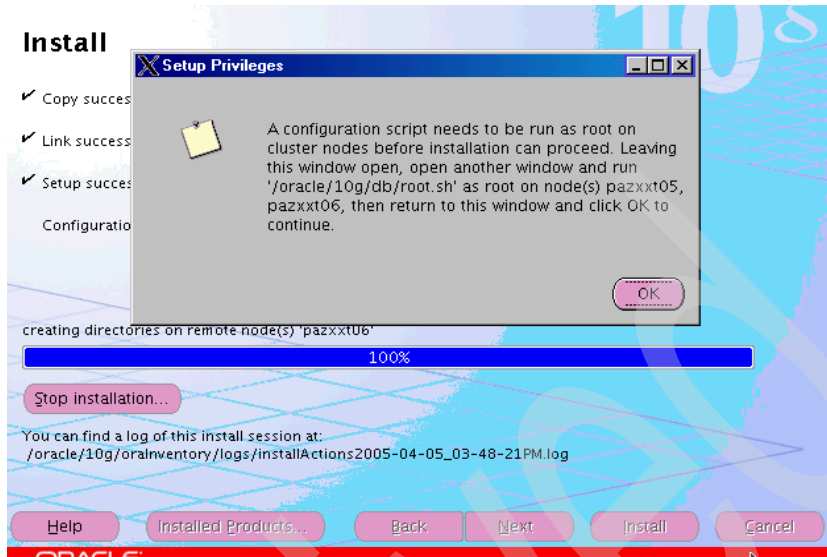 10g
Install
Setup Privileges
Copy succes
Link success
Setup succes
Configuratio
A configuration script needs to be run as root on
cluster nodes before installation can proceed. Leaving
this window open, open another window and run
'/oracle/10g/db/root.sh' as root on node(s) pazxxt05,
pazxxt06, then return to this window and click OK to
continue.
OK
creating directories on remote node(s) 'pazxxt06'
100%
Stop installation...
You can find a log of this install session at:
/oracle/10g/oraInventory/logs/installActions2005-04-05_03-48-21PM.log
Help
Installed Products...
Back
Next
Install
Cancel
ORACLE